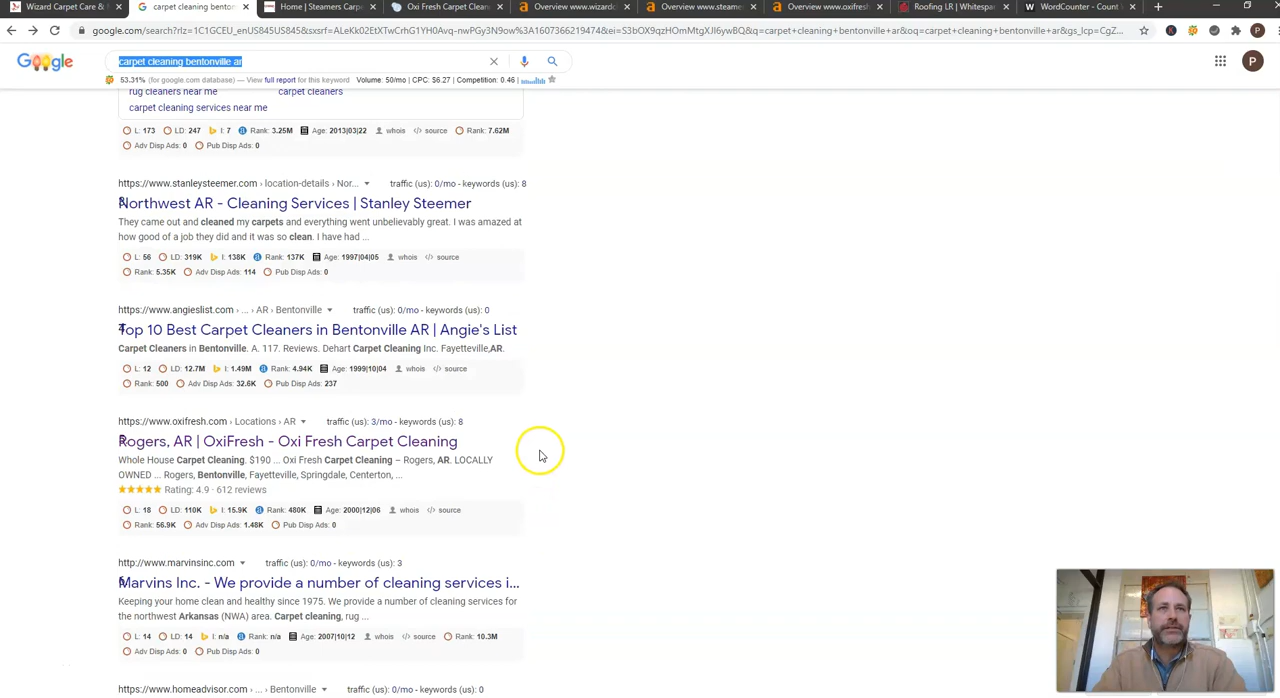 Wizard Carpet Care & M
carpet cleaning benton
Home | Steamers Carpe
Oxi Fresh Carpet Clean
Overview www.wizardc
Overview www.steame
Overview www.oxifresh
Roofing LR | Whitespar
WordCounter - Count
google.com/search?rlz=1C1GCEU_enUS845US845&sxsrf=ALeKk02EtXTwCrhG1YH0Avq-nwPGy3N9ow%3A1607366219474&ei=S3bOX9qzHOmMtgXJl6ywBQ&q=carpet+cleaning+bentonville+ar&oq=carpet+cleaning+bentonville+ar&gs_lcp=CgZ...
Google
carpet cleaning bentonville ar
P
53.31% (for google.com database) — View full report for this keyword Volume: 50/mo | CPC: $6.27 | Competition: 0.46
rug cleaners near me
carpet cleaners
carpet cleaning services near me
L: 173 LD: 247 I: 7 Rank: 3.25M Age: 2013|03|22 whois source Rank: 7.62M
Adv Disp Ads: 0 Pub Disp Ads: 0
https://www.stanleysteemer.com › location-details › Nor... traffic (us): 0/mo - keywords (us): 8
3
Northwest AR - Cleaning Services | Stanley Steemer
They came out and cleaned my carpets and everything went unbelievably great. I was amazed at
how good of a job they did and it was so clean. I have had ...
L: 56 LD: 319K I: 138K Rank: 137K Age: 1997|04|05 whois source
Rank: 5.35K Adv Disp Ads: 114 Pub Disp Ads: 0
https://www.angieslist.com › ... › AR › Bentonville traffic (us): 0/mo - keywords (us): 0
4
Top 10 Best Carpet Cleaners in Bentonville AR | Angie's List
Carpet Cleaners in Bentonville. A. 117. Reviews. Dehart Carpet Cleaning Inc. Fayetteville,AR.
L: 12 LD: 12.7M I: 1.49M Rank: 4.94K Age: 1999|10|04 whois source
Rank: 500 Adv Disp Ads: 32.6K Pub Disp Ads: 237
https://www.oxifresh.com › Locations › AR traffic (us): 3/mo - keywords (us): 8
5
Rogers, AR | OxiFresh - Oxi Fresh Carpet Cleaning
Whole House Carpet Cleaning. $190 ... Oxi Fresh Carpet Cleaning – Rogers, AR. LOCALLY
OWNED ... Rogers, Bentonville, Fayetteville, Springdale, Centerton, ...
Rating: 4.9 · 612 reviews
L: 18 LD: 110K I: 15.9K Rank: 480K Age: 2000|12|06 whois source
Rank: 56.9K Adv Disp Ads: 1.48K Pub Disp Ads: 0
http://www.marvinsinc.com traffic (us): 0/mo - keywords (us): 3
6
Marvins Inc. - We provide a number of cleaning services i...
Keeping your home clean and healthy since 1975. We provide a number of cleaning services for
the northwest Arkansas (NWA) area. Carpet cleaning, rug ...
L: 14 LD: 14 I: n/a Rank: n/a Age: 2007|10|12 whois source Rank: 10.3M
Adv Disp Ads: 0 Pub Disp Ads: 0
https://www.homeadvisor.com › ... › Bentonville traffic (us): 0/mo - keywords (us): 0